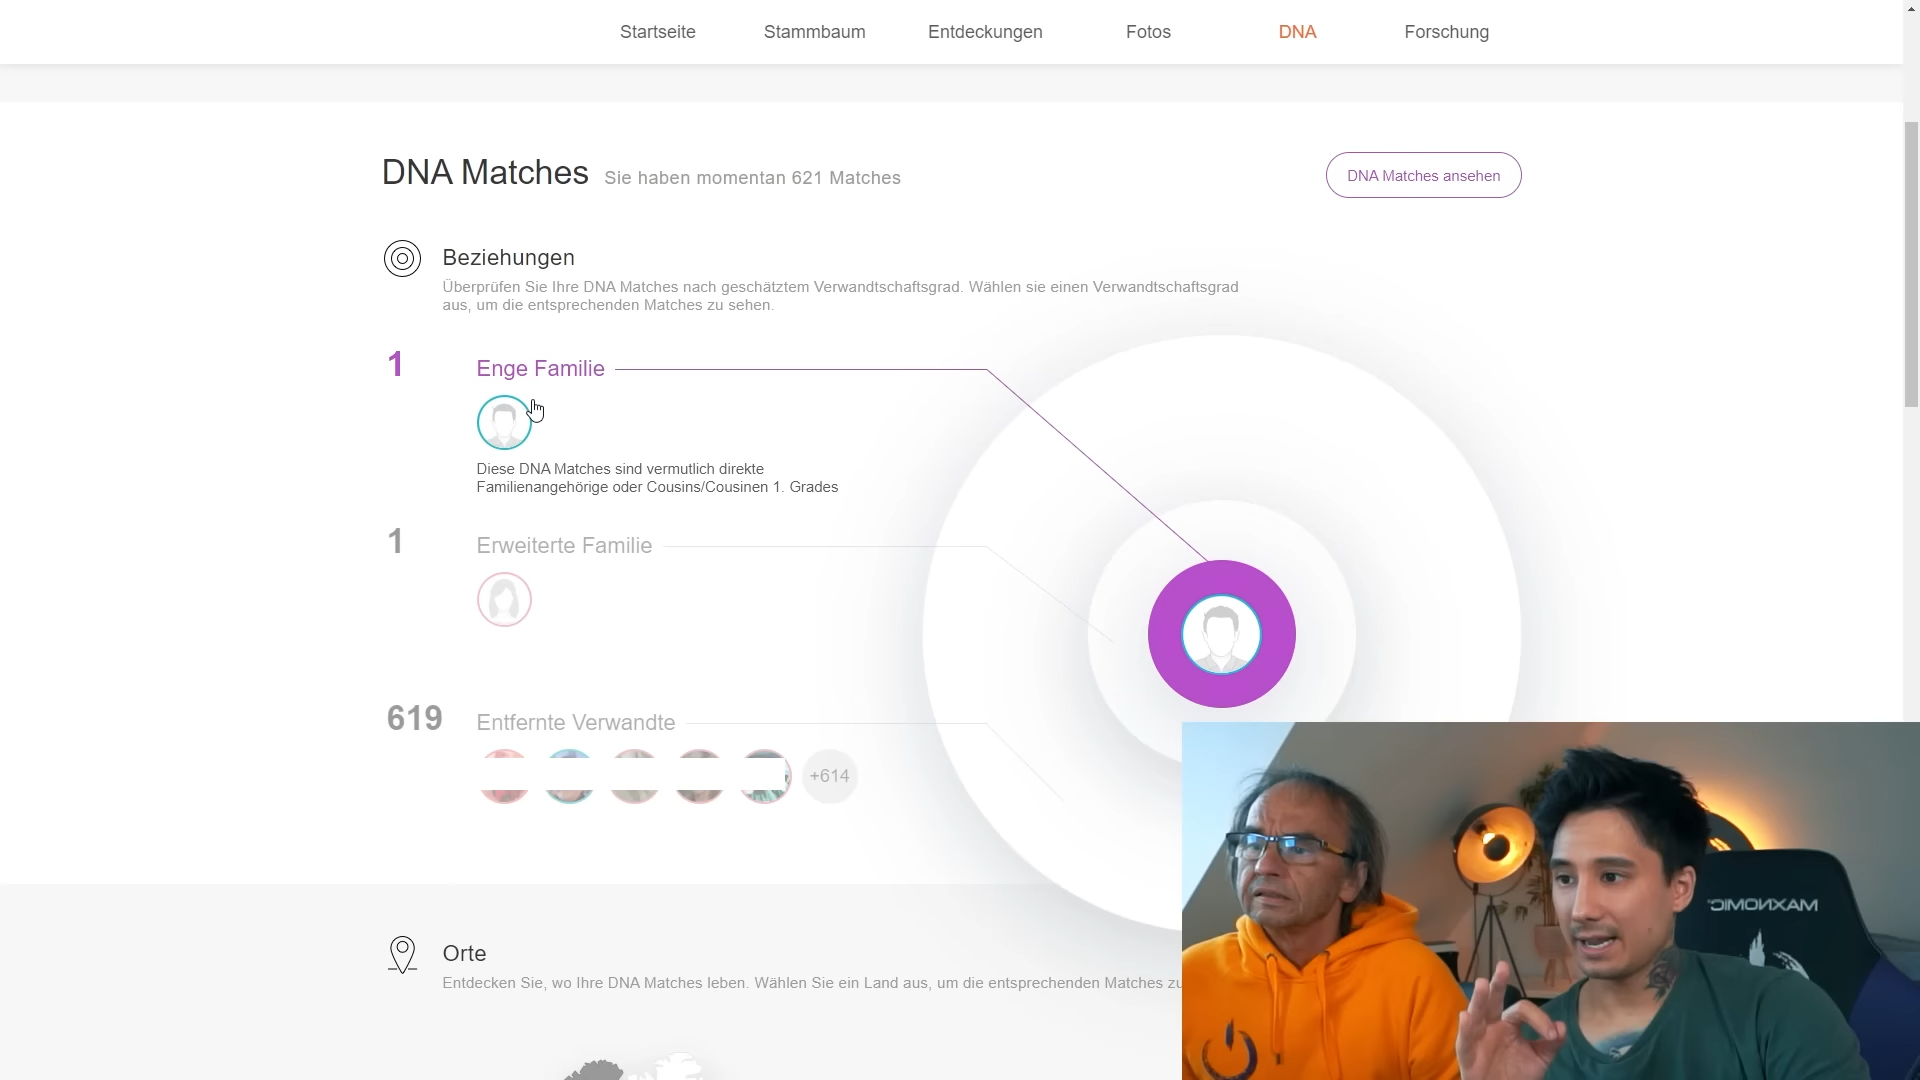 Startseite
Stammbaum
Entdeckungen
Fotos
DNA
Forschung
DNA Matches
Sie haben momentan 621 Matches
DNA Matches ansehen
Beziehungen
Überprüfen Sie Ihre DNA Matches nach geschätztem Verwandtschaftsgrad. Wählen sie einen Verwandtschaftsgrad
aus, um die entsprechenden Matches zu sehen.
1
Enge Familie
Diese DNA Matches sind vermutlich direkte
Familienangehörige oder Cousins/Cousinen 1. Grades
1
Erweiterte Familie
619
Entfernte Verwandte
+614
MAXNOMIC
Orte
Entdecken Sie, wo Ihre DNA Matches leben. Wählen Sie ein Land aus, um die entsprechenden Matches zu